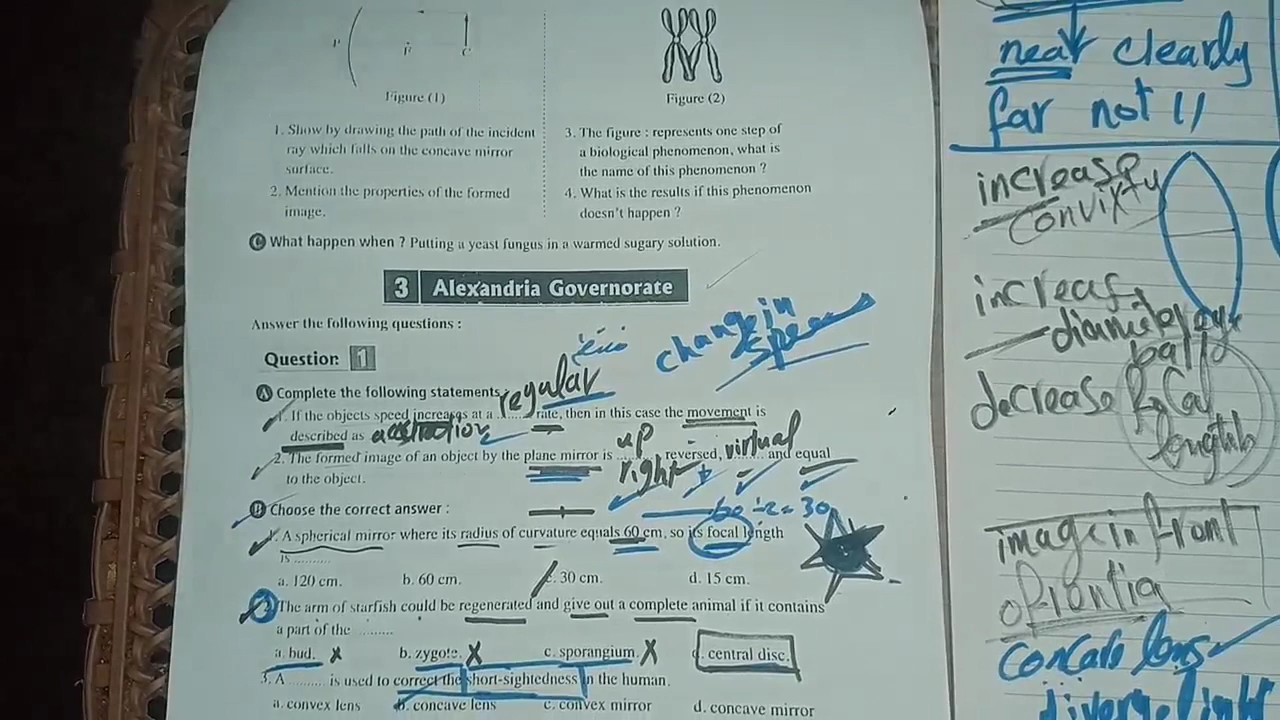 P
F
C
Figure (1)
1. Show by drawing the path of the incident
ray which falls on the concave mirror
surface.
2. Mention the properties of the formed
image.
Figure (2)
3. The figure : represents one step of
a biological phenomenon, what is
the name of this phenomenon ?
4. What is the results if this phenomenon
doesn't happen ?
C What happen when ? Putting a yeast fungus in a warmed sugary solution.
3 Alexandria Governorate
Answer the following questions :
change in
Question 1
A Complete the following statements :
regular
1. If the objects speed increases at a ........ rate, then in this case the movement is
described as
up
right
virtual
2. The formed image of an object by the plane mirror is ........ reversed, ........ and equal
to the object.
B Choose the correct answer :
60 ÷ 2 = 30
1. A spherical mirror where its radius of curvature equals 60 cm, so its focal length
is ..........
a. 120 cm. b. 60 cm. c. 30 cm. d. 15 cm.
2. The arm of starfish could be regenerated and give out a complete animal if it contains
a part of the .........
a. bud. x b. zygote. x c. sporangium. x d. central disc.
3. A .......... is used to correct the short-sightedness in the human.
a. convex lens b. concave lens c. convex mirror d. concave mirror
near clearly
far not 11
increase
convixty
increas
diameter eye
ball
decrease focal
length
image in front
of rentia
concave lens
diverge light